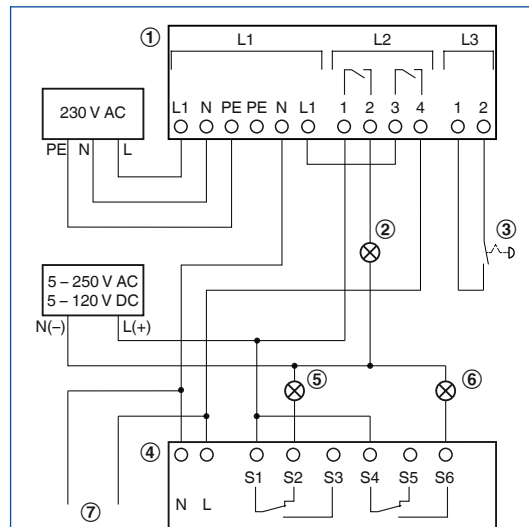 ① L1 L2 L3
L1 N PE PE N L1 1 2 3 4 1 2
230 V AC
PE N L
② ③
5 – 250 V AC
5 – 120 V DC
N(–) L(+)
⑤ ⑥
④
S1 S2 S3 S4 S5 S6
N L
⑦